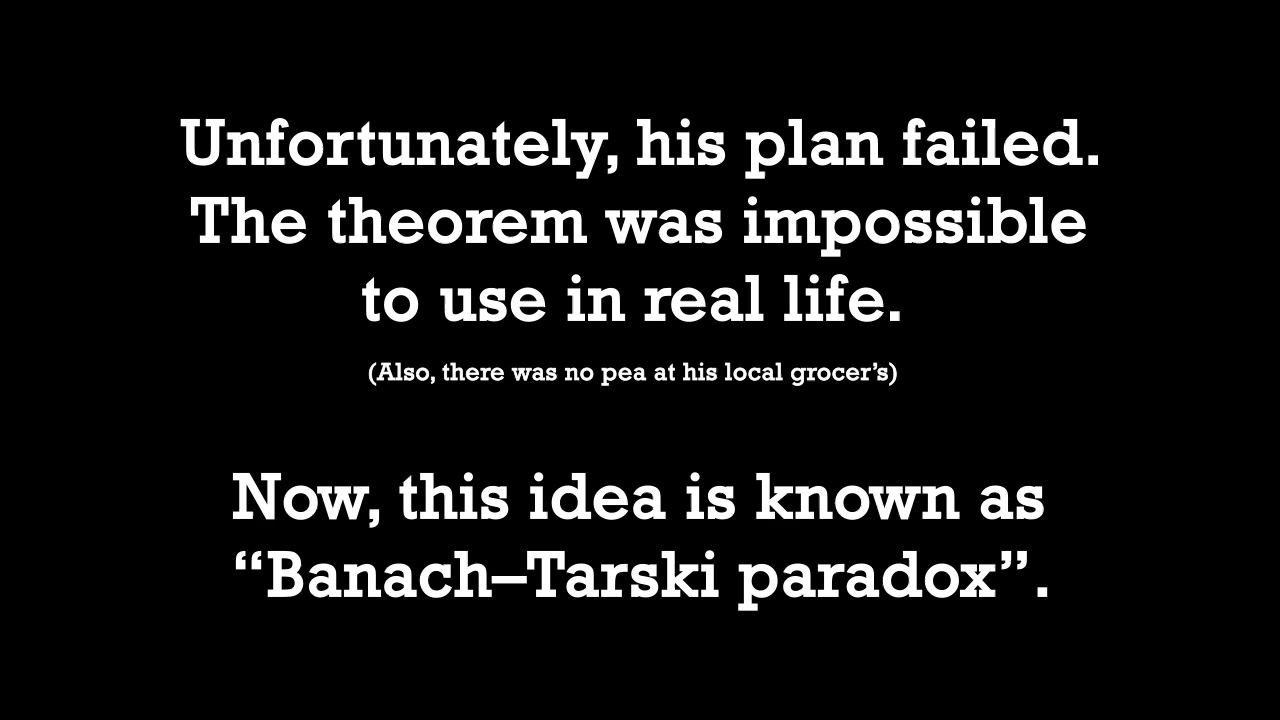 Unfortunately, his plan failed.
The theorem was impossible
to use in real life.
(Also, there was no pea at his local grocer’s)
Now, this idea is known as
“Banach–Tarski paradox”.